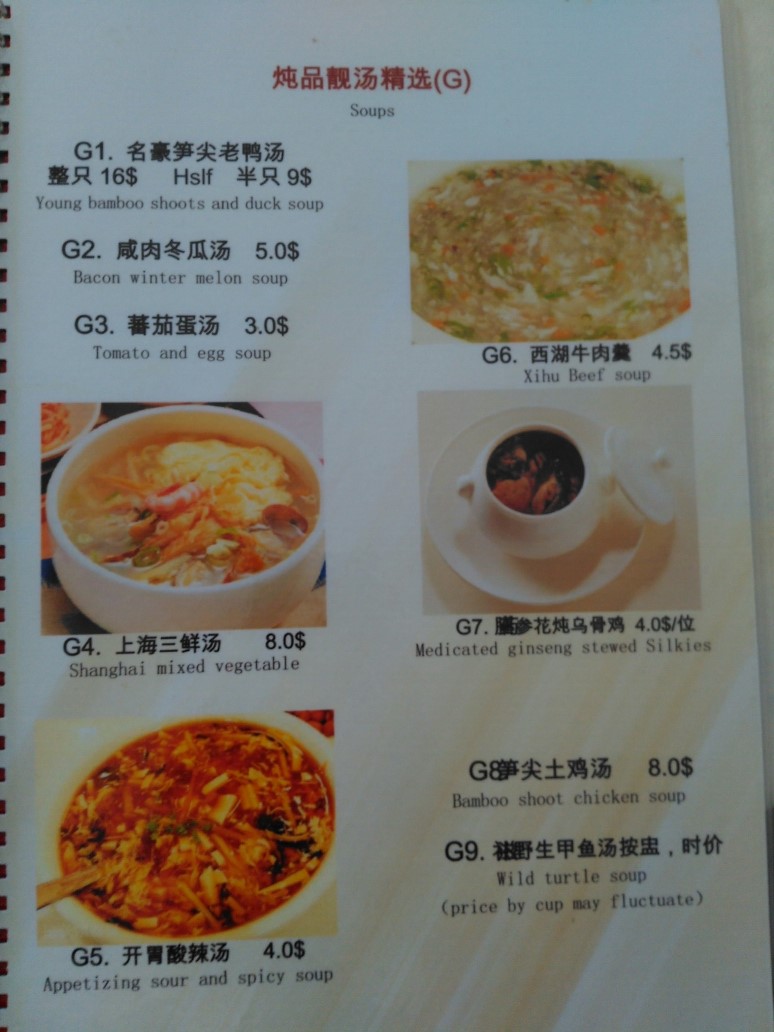 炖品靓汤精选(G)
Soups
G1. 名豪笋尖老鸭汤
整只 16$ Hslf 半只 9$
Young bamboo shoots and duck soup
G2. 咸肉冬瓜汤 5.0$
Bacon winter melon soup
G3. 蕃茄蛋汤 3.0$
Tomato and egg soup
G4. 上海三鲜汤 8.0$
Shanghai mixed vegetable
G5. 开胃酸辣汤 4.0$
Appetizing sour and spicy soup
G6. 西湖牛肉羹 4.5$
Xihu Beef soup
G7. 参花炖乌骨鸡 4.0$/位
Medicated ginseng stewed Silkies
G8 笋尖土鸡汤 8.0$
Bamboo shoot chicken soup
G9. 野生甲鱼汤按盅，时价
Wild turtle soup
(price by cup may fluctuate)